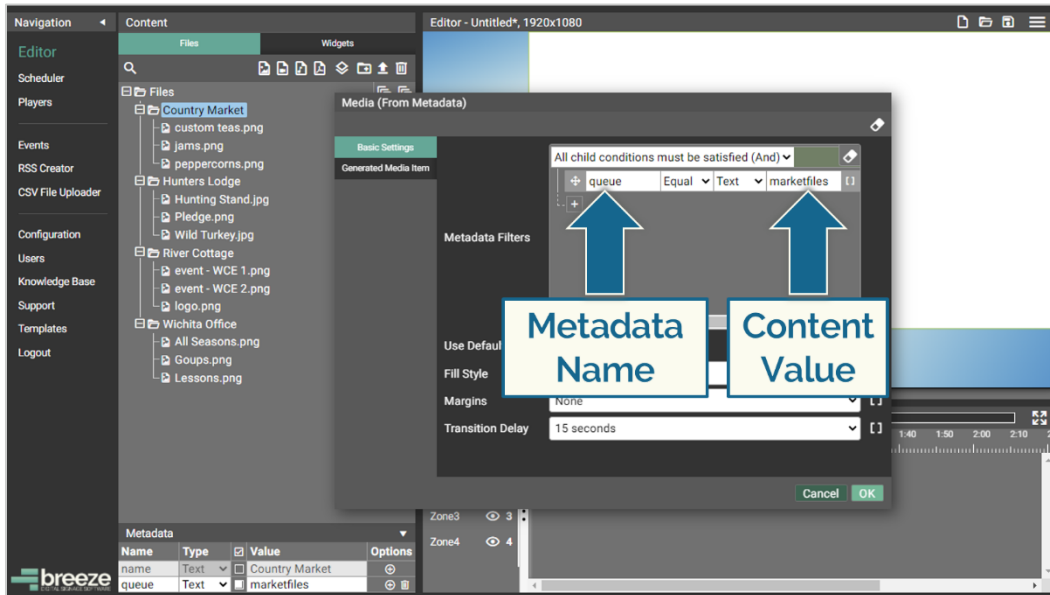 Navigation
Editor
Scheduler
Players
Events
RSS Creator
CSV File Uploader
Configuration
Users
Knowledge Base
Support
Templates
Logout
breeze
DIGITAL SIGNAGE SOFTWARE
Content
Files
Widgets
Files
Country Market
custom teas.png
jams.png
peppercorns.png
Hunters Lodge
Hunting Stand.jpg
Pledge.png
Wild Turkey.jpg
River Cottage
event - WCE 1.png
event - WCE 2.png
logo.png
Wichita Office
All Seasons.png
Goups.png
Lessons.png
Metadata
Name Type Value Options
name Text Country Market
queue Text marketfiles
Editor - Untitled*, 1920x1080
Media (From Metadata)
Basic Settings
Generated Media Item
All child conditions must be satisfied (And)
queue Equal Text marketfiles
Metadata Filters
Metadata
Name
Content
Value
Use Defaul
Fill Style
Margins None
Transition Delay 15 seconds
Cancel OK
1:40 1:50 2:00 2:10
Zone3 3
Zone4 4